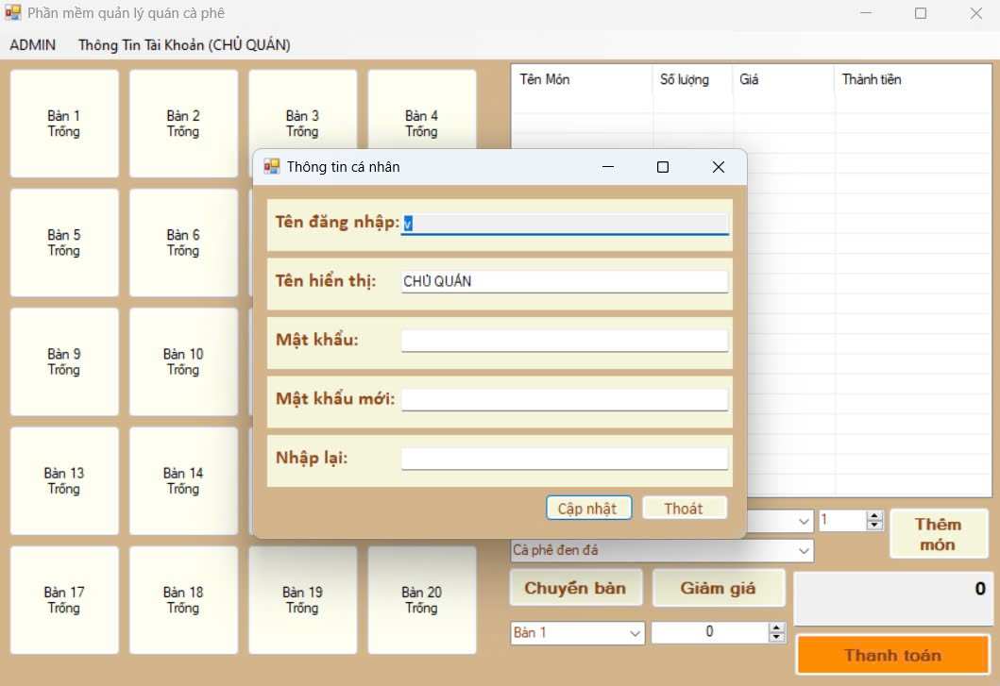 Phần mềm quản lý quán cà phê
ADMIN Thông Tin Tài Khoản (CHỦ QUÁN)
Bàn 1
Trống
Bàn 2
Trống
Bàn 3
Trống
Bàn 4
Trống
Tên Món Số lượng Giá Thành tiền
Thông tin cá nhân
Tên đăng nhập: v
Tên hiển thị: CHỦ QUÁN
Mật khẩu:
Mật khẩu mới:
Nhập lại:
Cập nhật Thoát
Bàn 5
Trống
Bàn 6
Trống
Bàn 9
Trống
Bàn 10
Trống
Bàn 13
Trống
Bàn 14
Trống
Bàn 17
Trống
Bàn 18
Trống
Bàn 19
Trống
Bàn 20
Trống
1
Thêm
món
Cà phê đen đá
Chuyển bàn Giảm giá 0
Bàn 1 0
Thanh toán